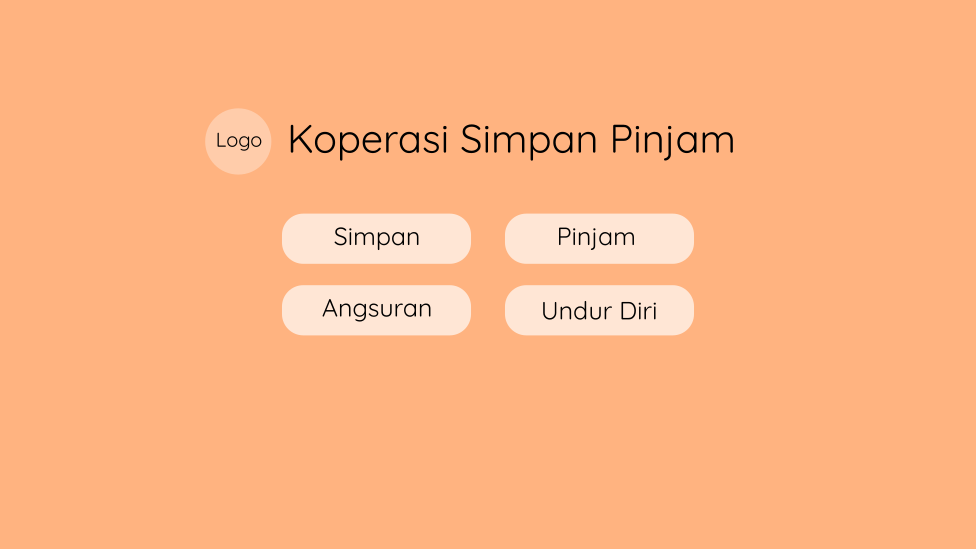 Logo
Koperasi Simpan Pinjam
Simpan
Pinjam
Angsuran
Undur Diri